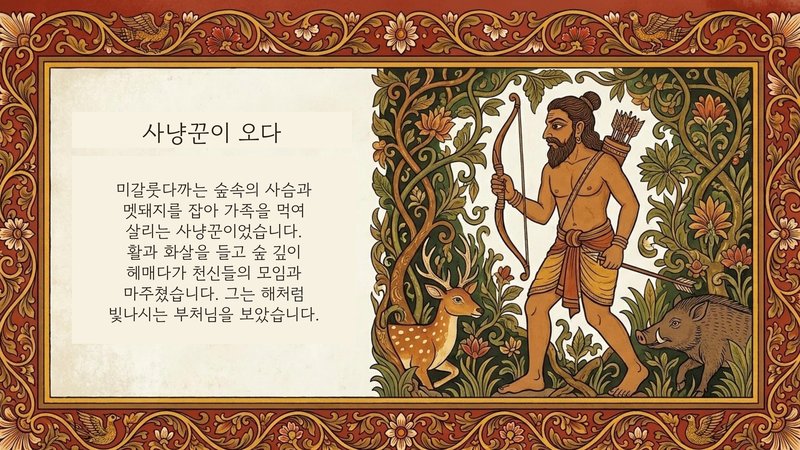 사냥꾼이 오다
미갈룻다까는 숲속의 사슴과
멧돼지를 잡아 가족을 먹여
살리는 사냥꾼이었습니다.
활과 화살을 들고 숲 깊이
헤매다가 천신들의 모임과
마주쳤습니다. 그는 해처럼
빛나시는 부처님을 보았습니다.